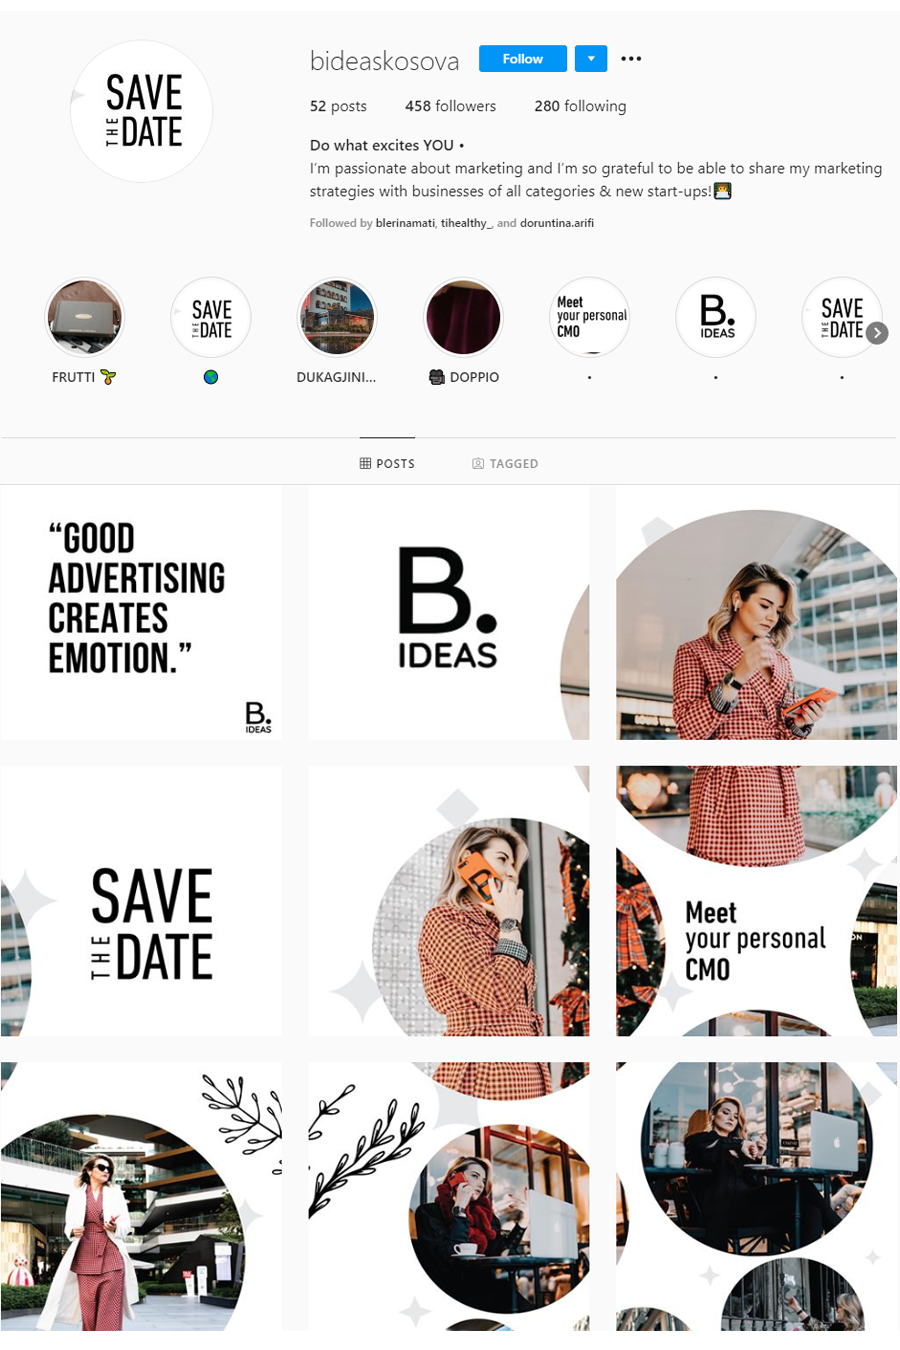 SAVE
THE
DATE
bideaskosova
Follow
52 posts 458 followers 280 following
Do what excites YOU •
I'm passionate about marketing and I'm so grateful to be able to share my marketing
strategies with businesses of all categories & new start-ups!
Followed by blerinamati, tihealthy_, and doruntina.arifi
SAVE
THE
DATE
Meet
your personal
CMO
B.
IDEAS
SAVE
THE
DATE
FRUTTI
DUKAGJINI...
DOPPIO
•
•
•
POSTS
TAGGED
“GOOD
ADVERTISING
CREATES
EMOTION.”
B.
IDEAS
B.
IDEAS
SAVE
THE
DATE
Meet
your personal
CMO